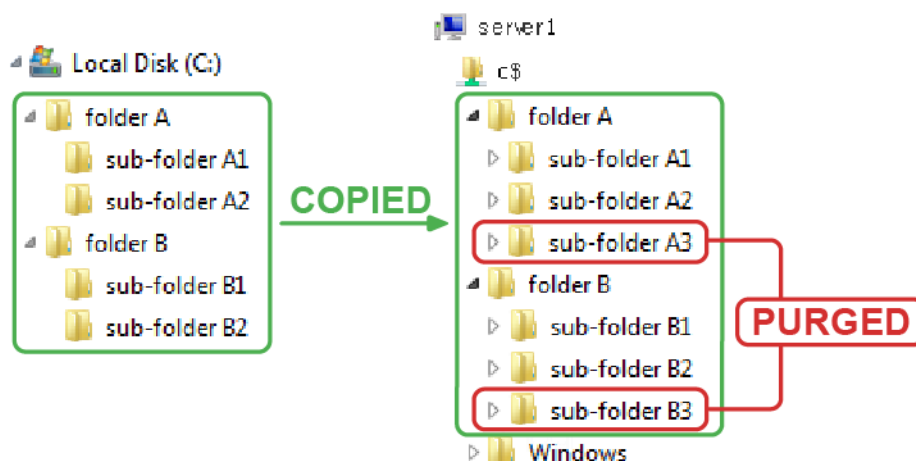 Local Disk (C:)
folder A
sub-folder A1
sub-folder A2
folder B
sub-folder B1
sub-folder B2
COPIED
server1
c$
folder A
sub-folder A1
sub-folder A2
sub-folder A3
folder B
sub-folder B1
sub-folder B2
sub-folder B3
Windows
PURGED